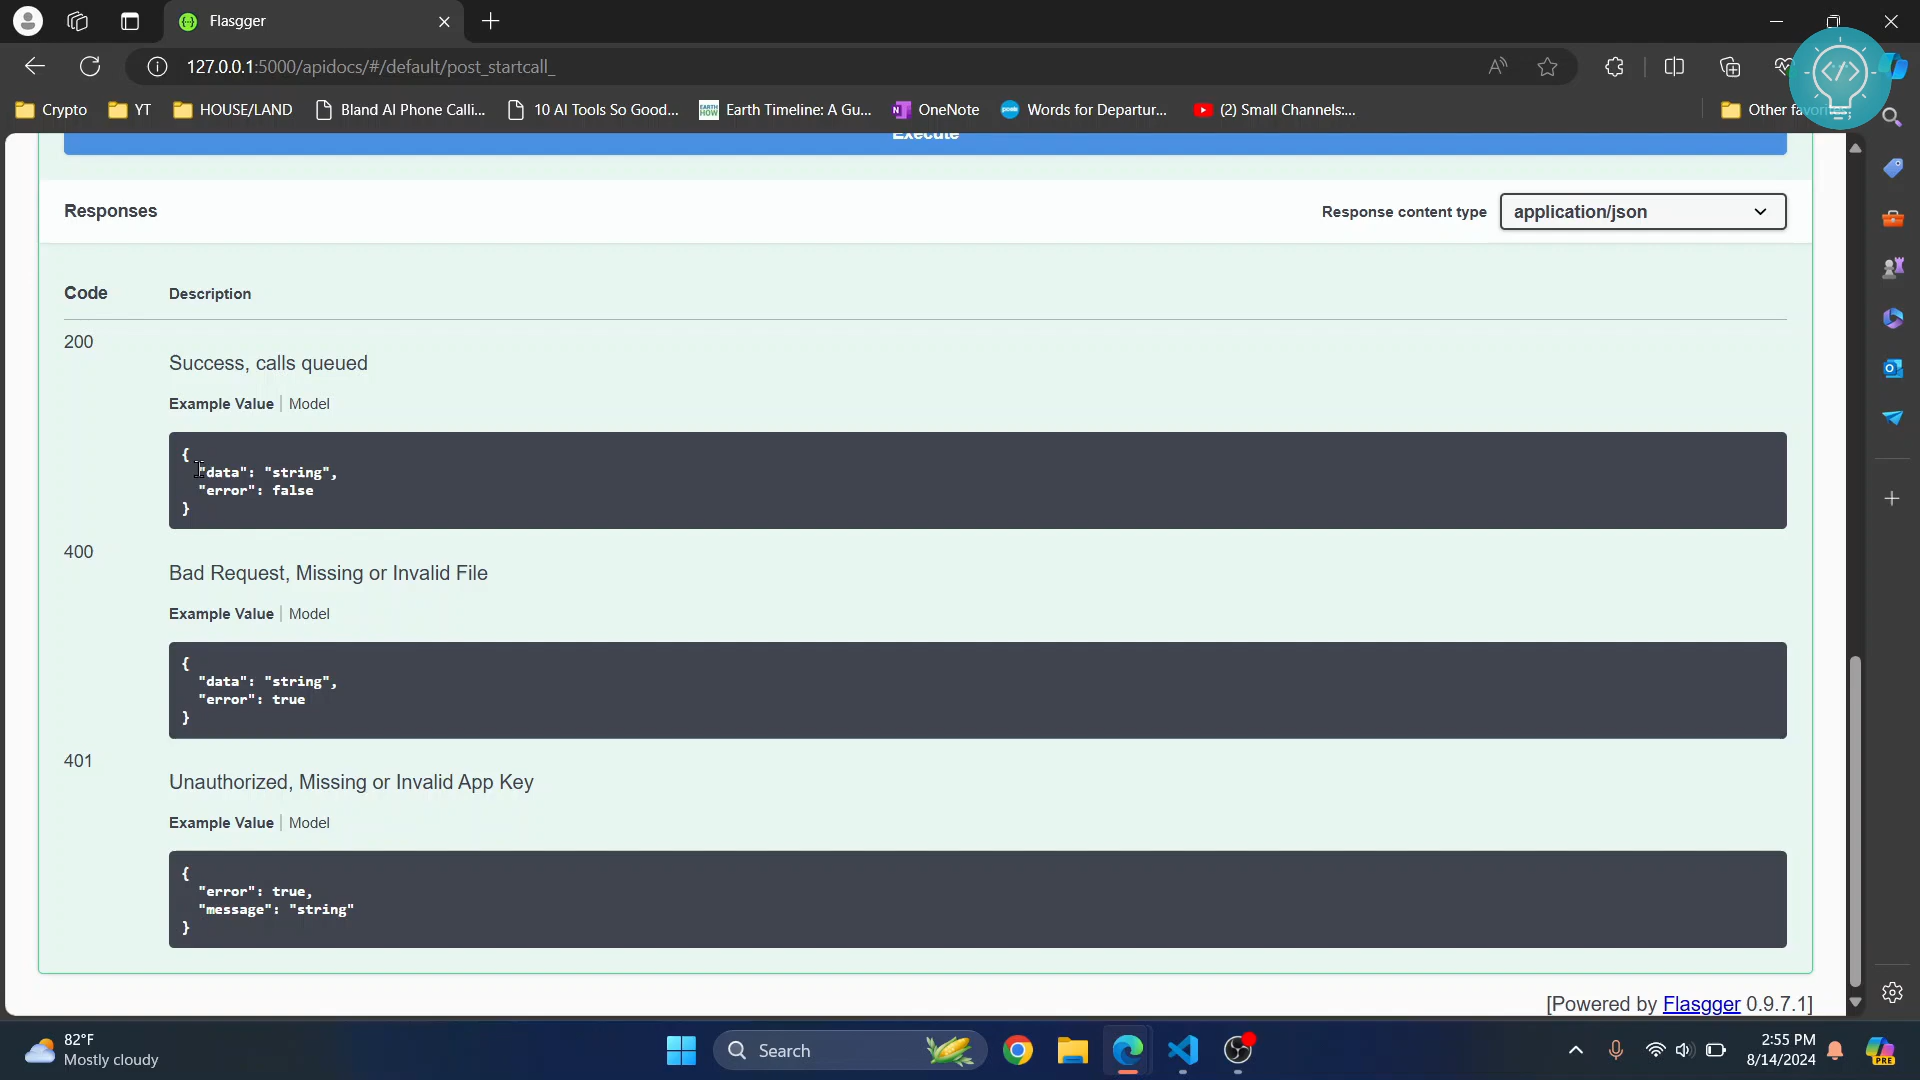 Flasgger
127.0.0.1:5000/apidocs/#/default/post_startcall_
Crypto
YT
HOUSE/LAND
Bland AI Phone Calli...
10 AI Tools So Good...
Earth Timeline: A Gu...
OneNote
Words for Departur...
(2) Small Channels:...
Other favorites
Execute
Responses
Response content type
application/json
Code Description
200
Success, calls queued
Example Value | Model
{
"data": "string",
"error": false
}
400
Bad Request, Missing or Invalid File
Example Value | Model
{
"data": "string",
"error": true
}
401
Unauthorized, Missing or Invalid App Key
Example Value | Model
{
"error": true,
"message": "string"
}
[Powered by Flasgger 0.9.7.1]
82°F
Mostly cloudy
Search
2:55 PM
8/14/2024
PRE